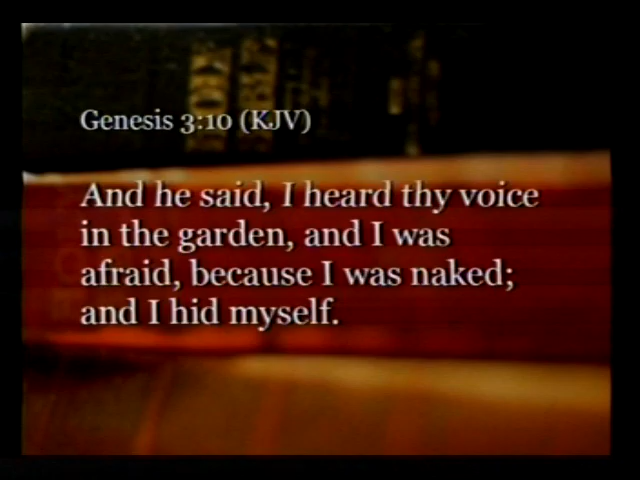 Genesis 3:10 (KJV)
And he said, I heard thy voice
in the garden, and I was
afraid, because I was naked;
and I hid myself.